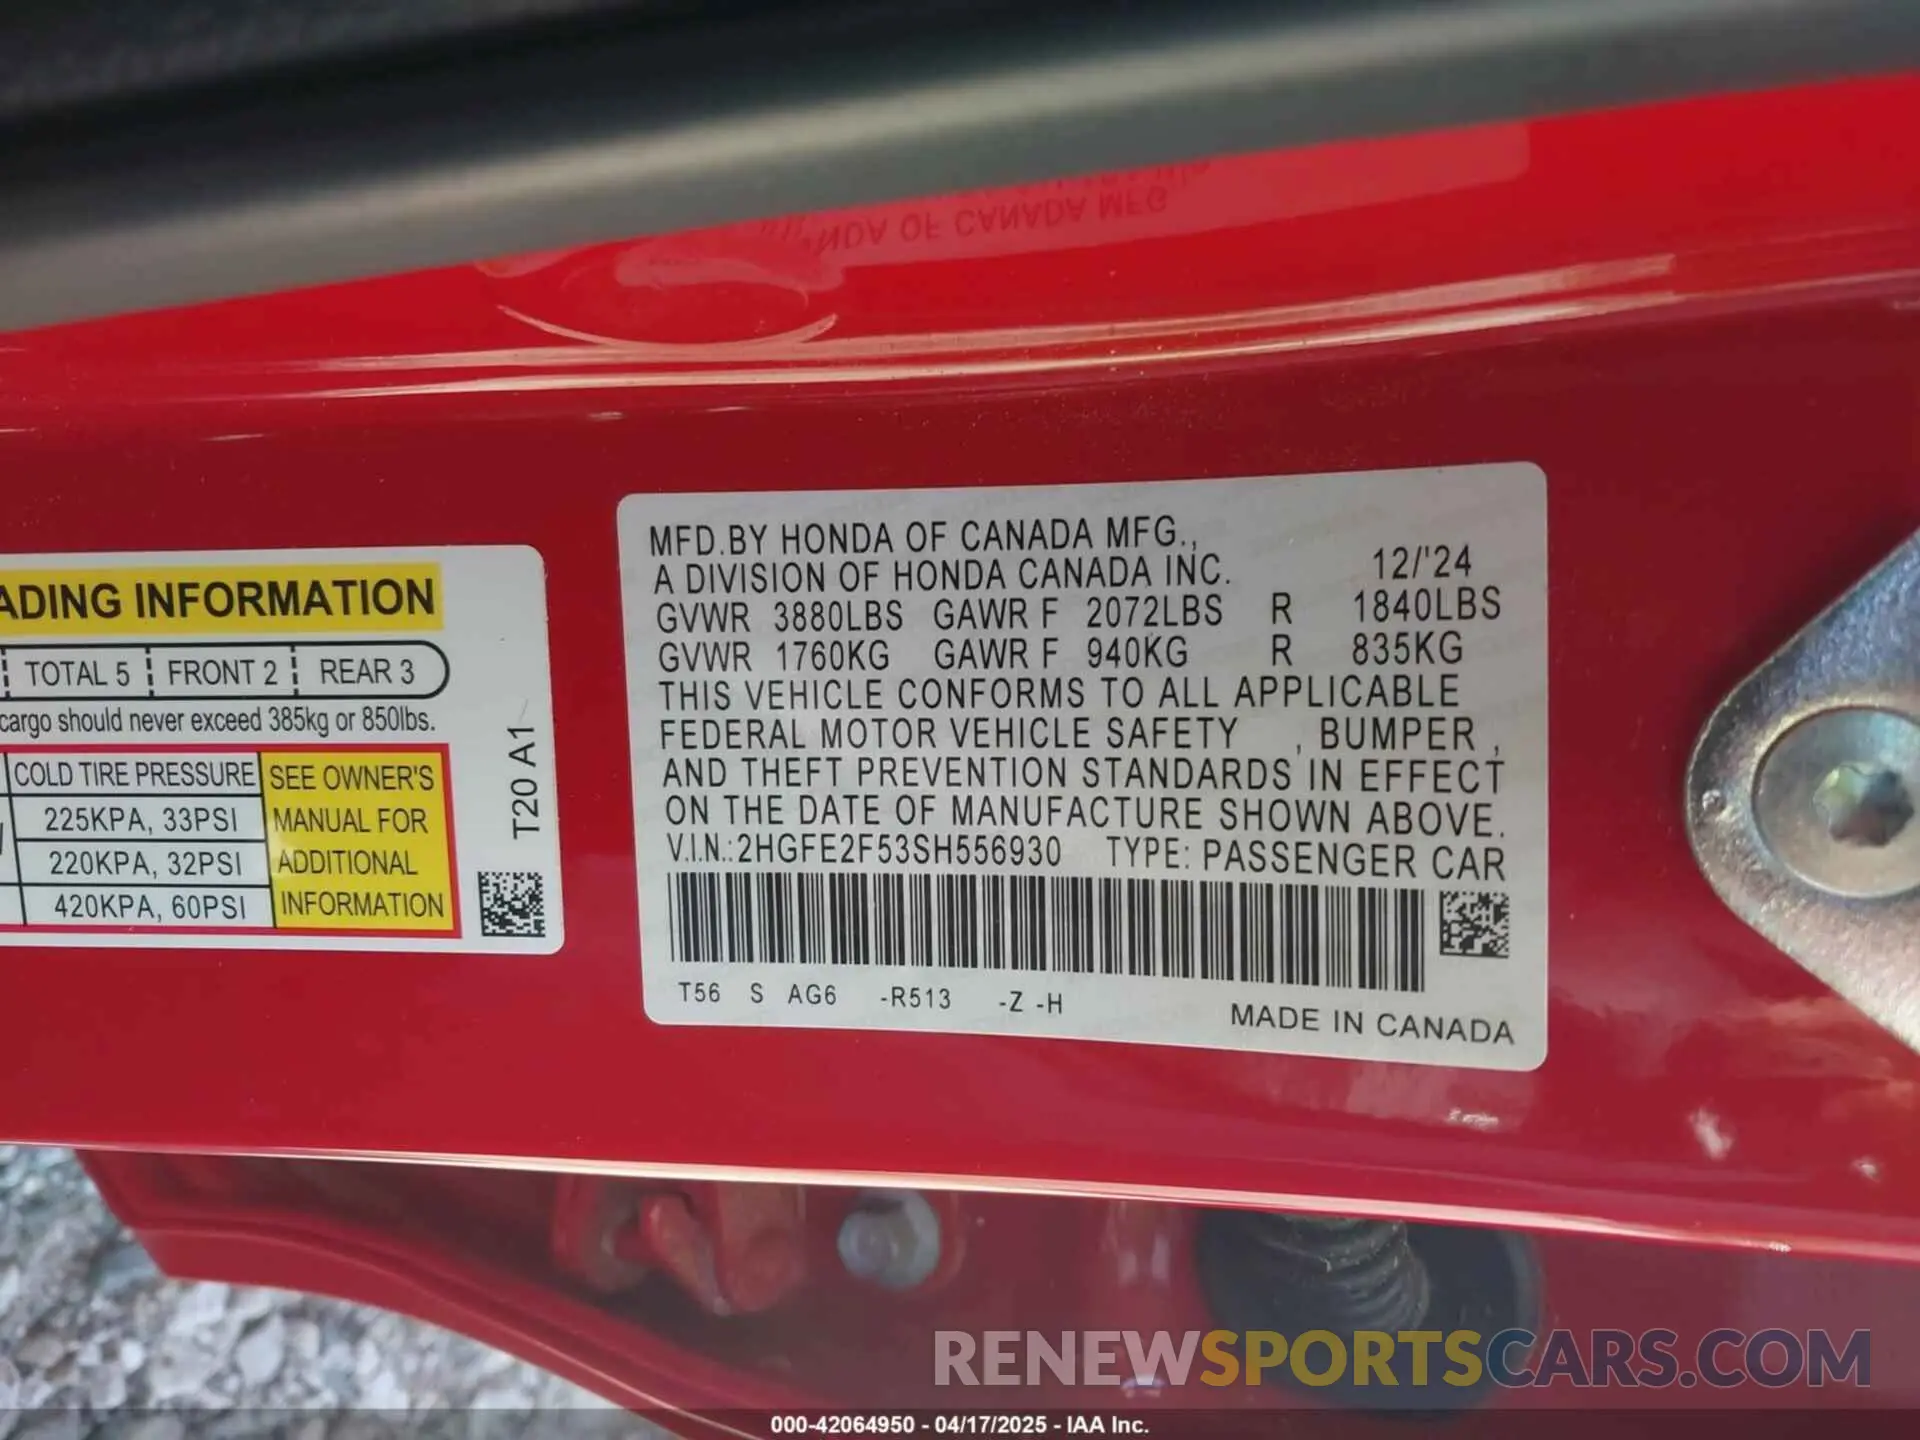 OF CANADA MFG
MFD.BY HONDA OF CANADA MFG.,
A DIVISION OF HONDA CANADA INC. 12/'24
GVWR 3880LBS GAWR F 2072LBS R 1840LBS
GVWR 1760KG GAWR F 940KG R 835KG
THIS VEHICLE CONFORMS TO ALL APPLICABLE
FEDERAL MOTOR VEHICLE SAFETY , BUMPER ,
AND THEFT PREVENTION STANDARDS IN EFFECT
ON THE DATE OF MANUFACTURE SHOWN ABOVE.
V.I.N.:2HGFE2F53SH556930 TYPE: PASSENGER CAR
T56 S AG6 -R513 -Z -H
MADE IN CANADA
ADING INFORMATION
TOTAL 5 FRONT 2 REAR 3
cargo should never exceed 385kg or 850lbs.
COLD TIRE PRESSURE
225KPA, 33PSI
220KPA, 32PSI
420KPA, 60PSI
SEE OWNER'S
MANUAL FOR
ADDITIONAL
INFORMATION
T20 A1
RENEWSPORTSCARS.COM
000-42064950 - 04/17/2025 - IAA Inc.